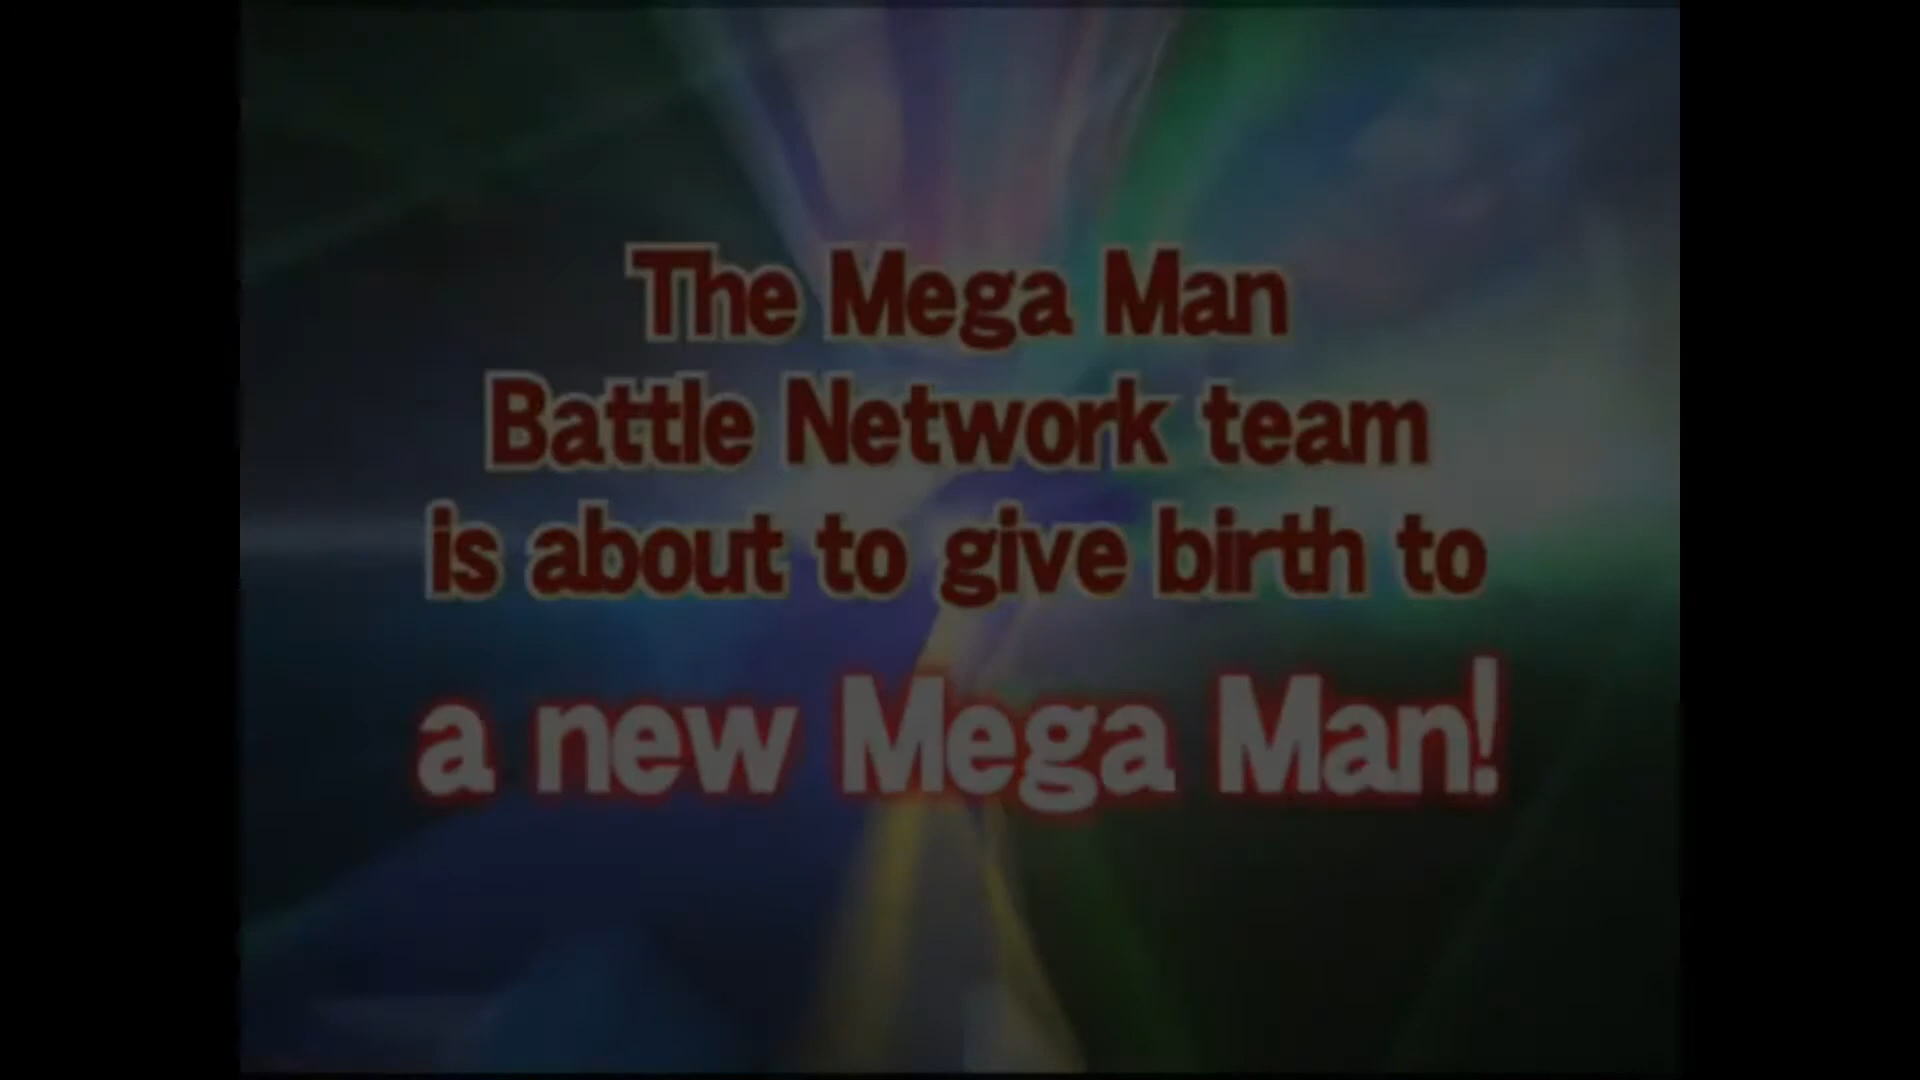 The Mega Man
Battle Network team
is about to give birth to
a new Mega Man!